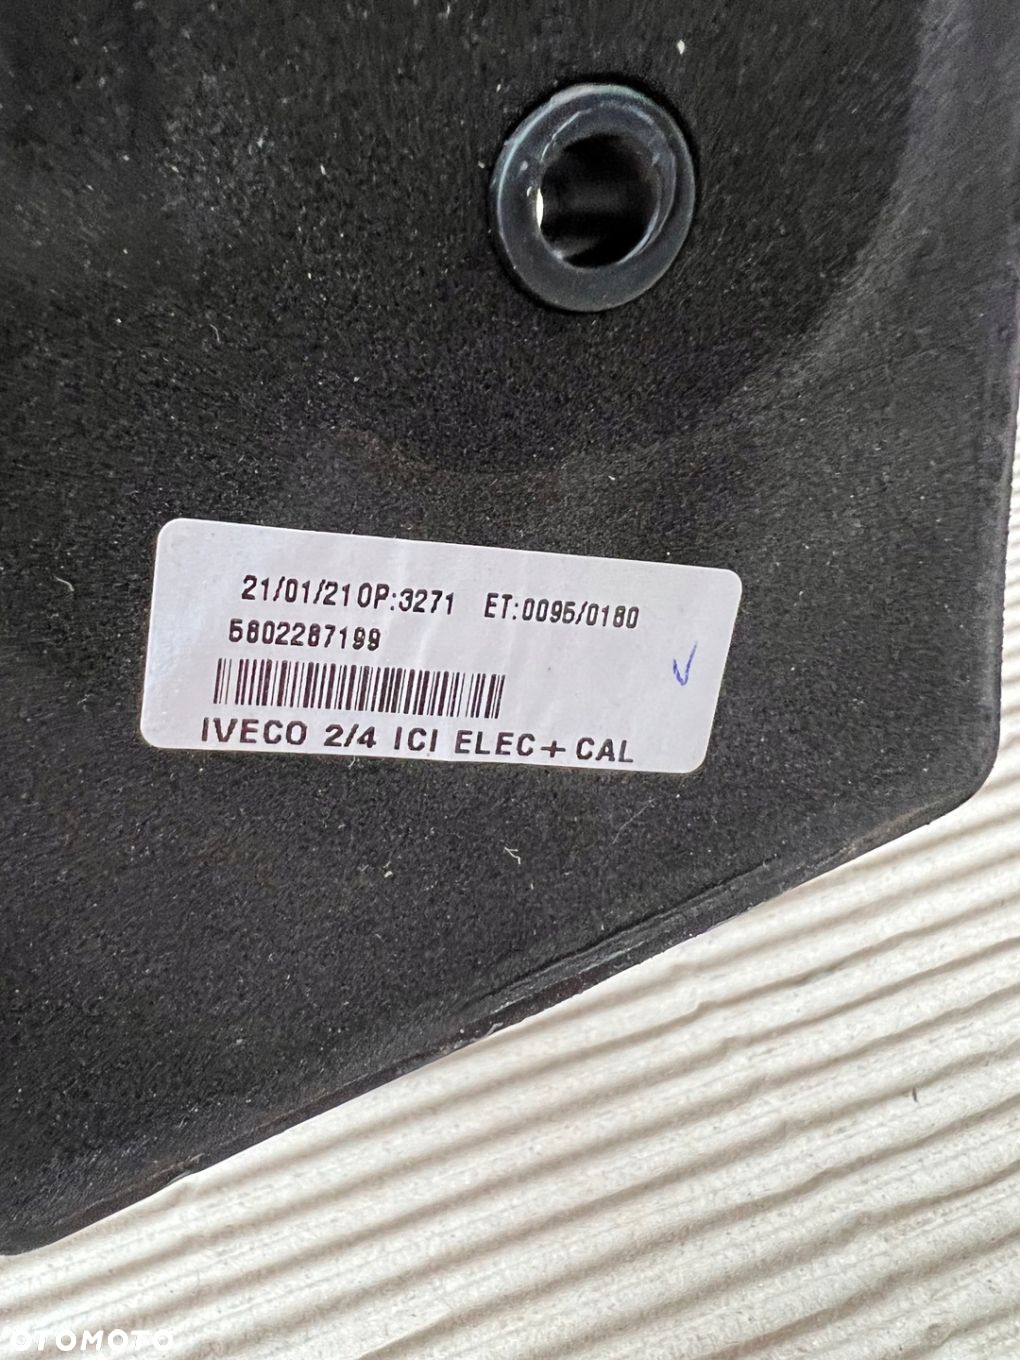 21/01/21 OP:3271 ET:0095/0180
5802287199
IVECO 2/4 ICI ELEC+CAL
OTOMOTO